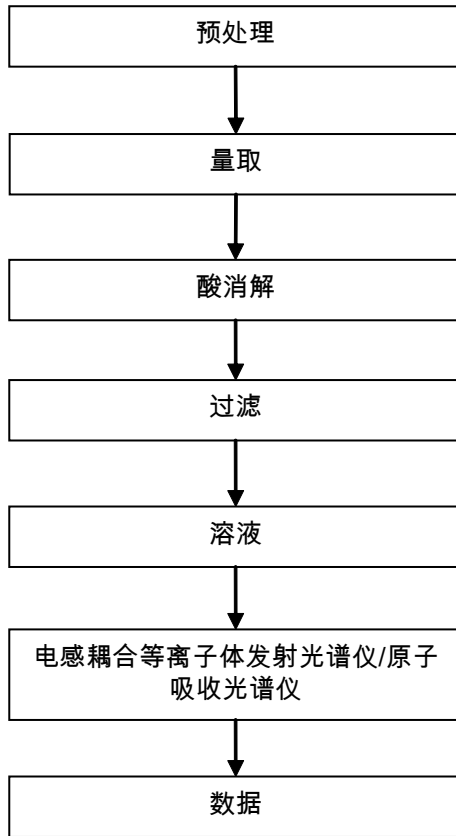 预处理
量取
酸消解
过滤
溶液
电感耦合等离子体发射光谱仪/原子
吸收光谱仪
数据